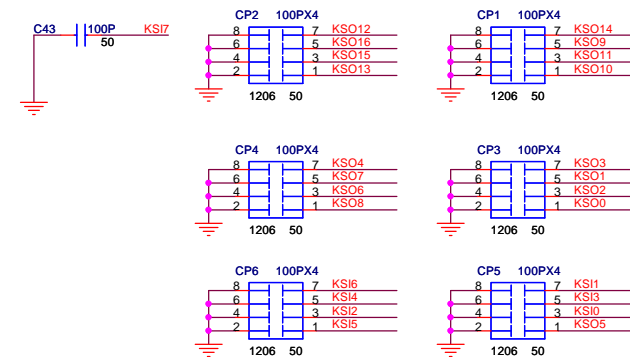 C43 100P KSI7
50
CP2 100PX4
8 7 KSO12
6 5 KSO16
4 3 KSO15
2 1 KSO13
1206 50
CP1 100PX4
8 7 KSO14
6 5 KSO9
4 3 KSO11
2 1 KSO10
1206 50
CP4 100PX4
8 7 KSO4
6 5 KSO7
4 3 KSO6
2 1 KSO8
1206 50
CP3 100PX4
8 7 KSO3
6 5 KSO1
4 3 KSO2
2 1 KSO0
1206 50
CP6 100PX4
8 7 KSI6
6 5 KSI4
4 3 KSI2
2 1 KSI5
1206 50
CP5 100PX4
8 7 KSI1
6 5 KSI3
4 3 KSI0
2 1 KSO5
1206 50